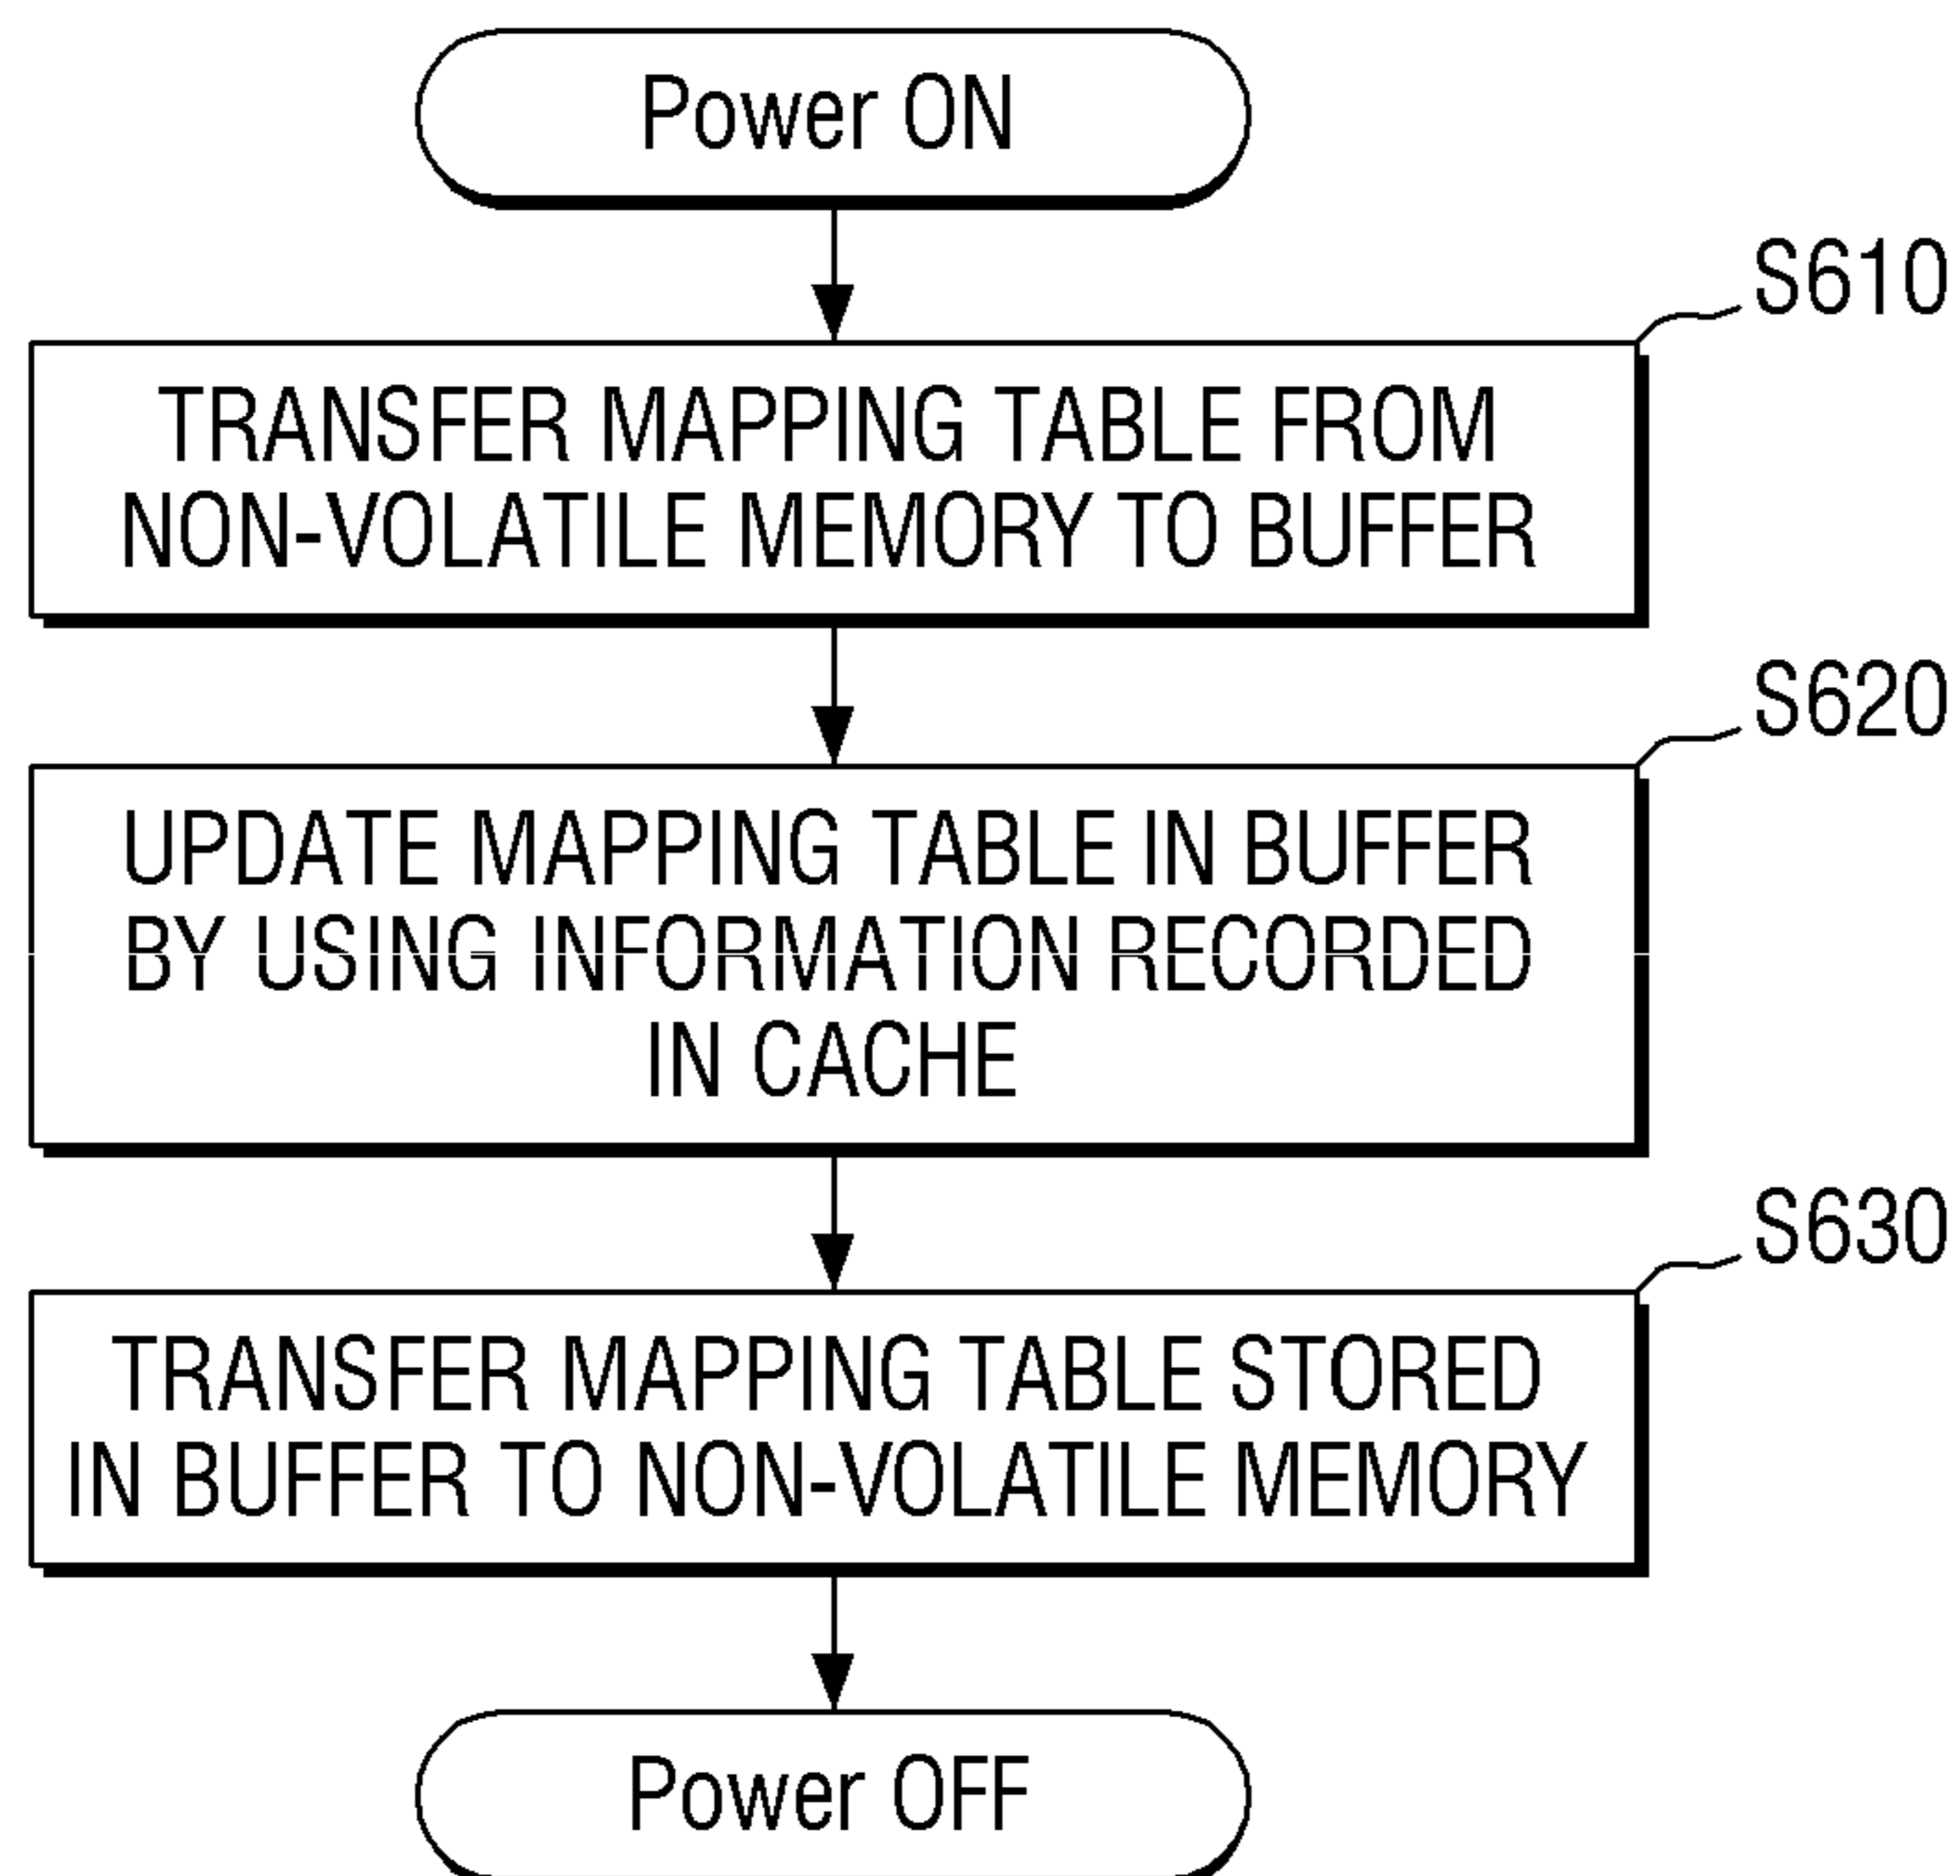 Power ON
S610
TRANSFER MAPPING TABLE FROM
NON-VOLATILE MEMORY TO BUFFER
S620
UPDATE MAPPING TABLE IN BUFFER
BY USING INFORMATION RECORDED
IN CACHE
S630
TRANSFER MAPPING TABLE STORED
IN BUFFER TO NON-VOLATILE MEMORY
Power OFF